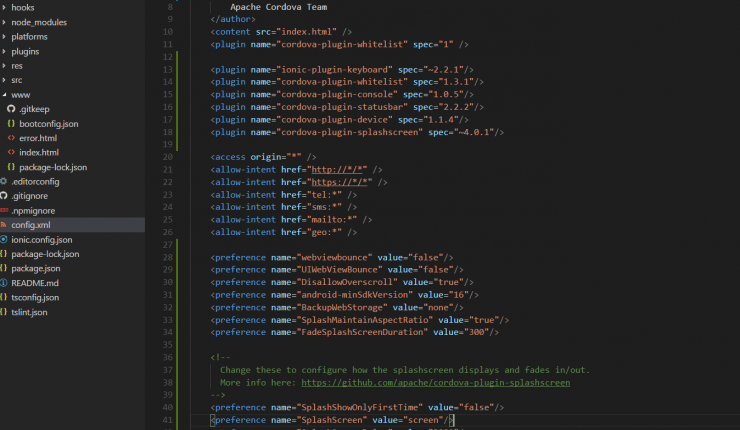 hooks
node_modules
platforms
plugins
res
src
www
.gitkeep
bootconfig.json
error.html
index.html
package-lock.json
.editorconfig
.gitignore
.npmignore
config.xml
ionic.config.json
package-lock.json
package.json
README.md
tsconfig.json
tslint.json
8 Apache Cordova Team
9 </author>
10 <content src="index.html" />
11 <plugin name="cordova-plugin-whitelist" spec="1" />
12
13 <plugin name="ionic-plugin-keyboard" spec="~2.2.1"/>
14 <plugin name="cordova-plugin-whitelist" spec="1.3.1"/>
15 <plugin name="cordova-plugin-console" spec="1.0.5"/>
16 <plugin name="cordova-plugin-statusbar" spec="2.2.2"/>
17 <plugin name="cordova-plugin-device" spec="1.1.4"/>
18 <plugin name="cordova-plugin-splashscreen" spec="~4.0.1"/>
19
20 <access origin="*" />
21 <allow-intent href="http://*/*" />
22 <allow-intent href="https://*/*" />
23 <allow-intent href="tel:*" />
24 <allow-intent href="sms:*" />
25 <allow-intent href="mailto:*" />
26 <allow-intent href="geo:*" />
27
28 <preference name="webviewbounce" value="false"/>
29 <preference name="UIWebViewBounce" value="false"/>
30 <preference name="DisallowOverscroll" value="true"/>
31 <preference name="android-minSdkVersion" value="16"/>
32 <preference name="BackupWebStorage" value="none"/>
33 <preference name="SplashMaintainAspectRatio" value="true"/>
34 <preference name="FadeSplashScreenDuration" value="300"/>
35
36 <!--
37 Change these to configure how the splashscreen displays and fades in/out.
38 More info here: https://github.com/apache/cordova-plugin-splashscreen
39 -->
40 <preference name="SplashShowOnlyFirstTime" value="false"/>
41 <preference name="SplashScreen" value="screen"/>